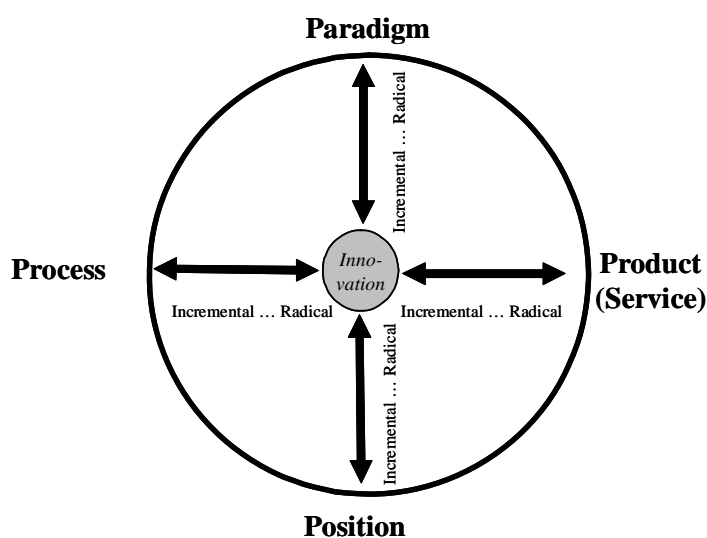 Paradigm
Incremental … Radical
Process
Inno-
vation
Product
(Service)
Incremental … Radical
Incremental … Radical
Incremental … Radical
Position